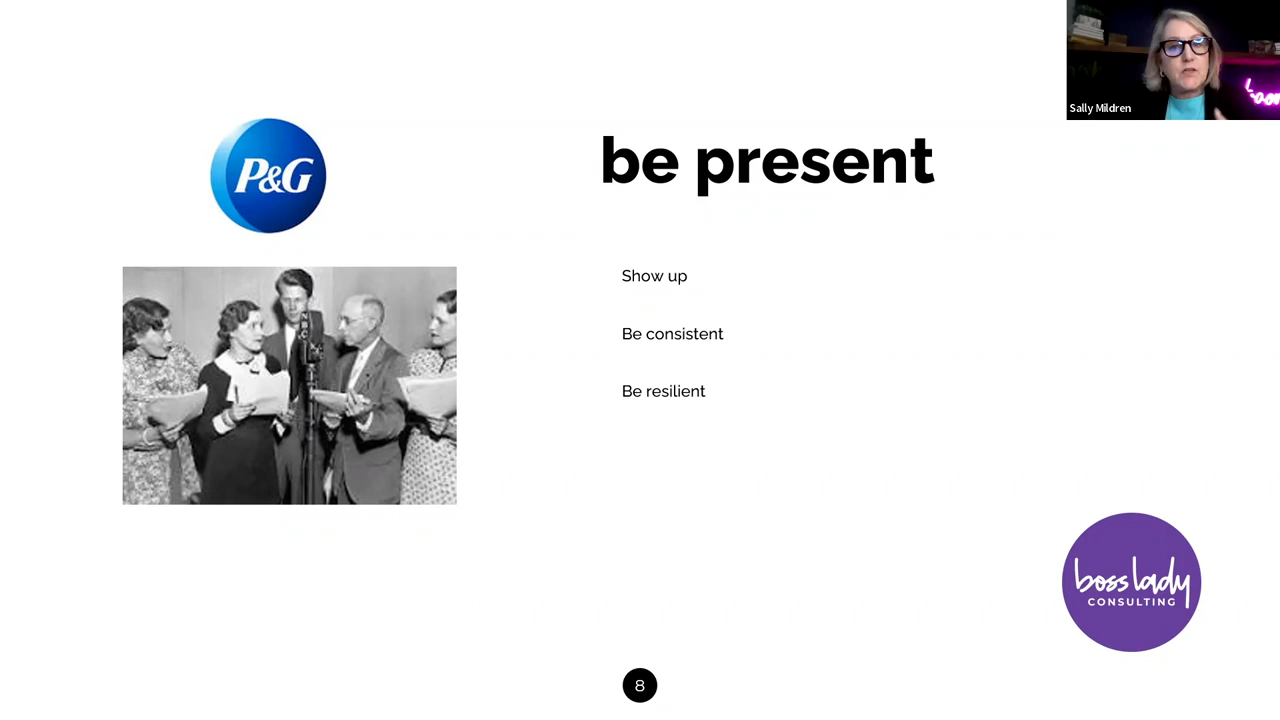 Sally Mildren
P&G
be present
Show up
Be consistent
Be resilient
boss lady
CONSULTING
8